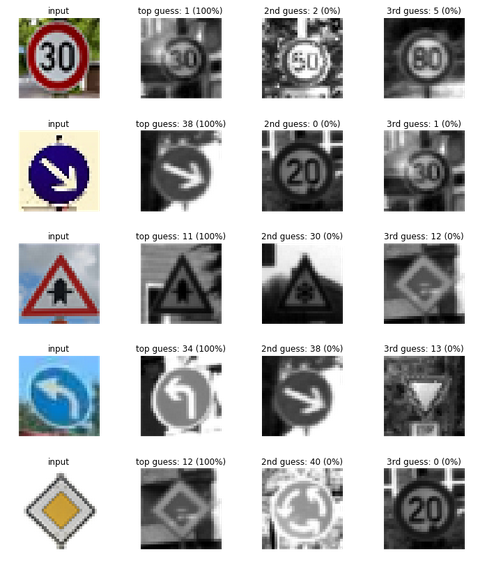 input top guess: 1 (100%) 2nd guess: 2 (0%) 3rd guess: 5 (0%)
30 30 50 80
input top guess: 38 (100%) 2nd guess: 0 (0%) 3rd guess: 1 (0%)
20 30
input top guess: 11 (100%) 2nd guess: 30 (0%) 3rd guess: 12 (0%)
input top guess: 34 (100%) 2nd guess: 38 (0%) 3rd guess: 13 (0%)
input top guess: 12 (100%) 2nd guess: 40 (0%) 3rd guess: 0 (0%)
20